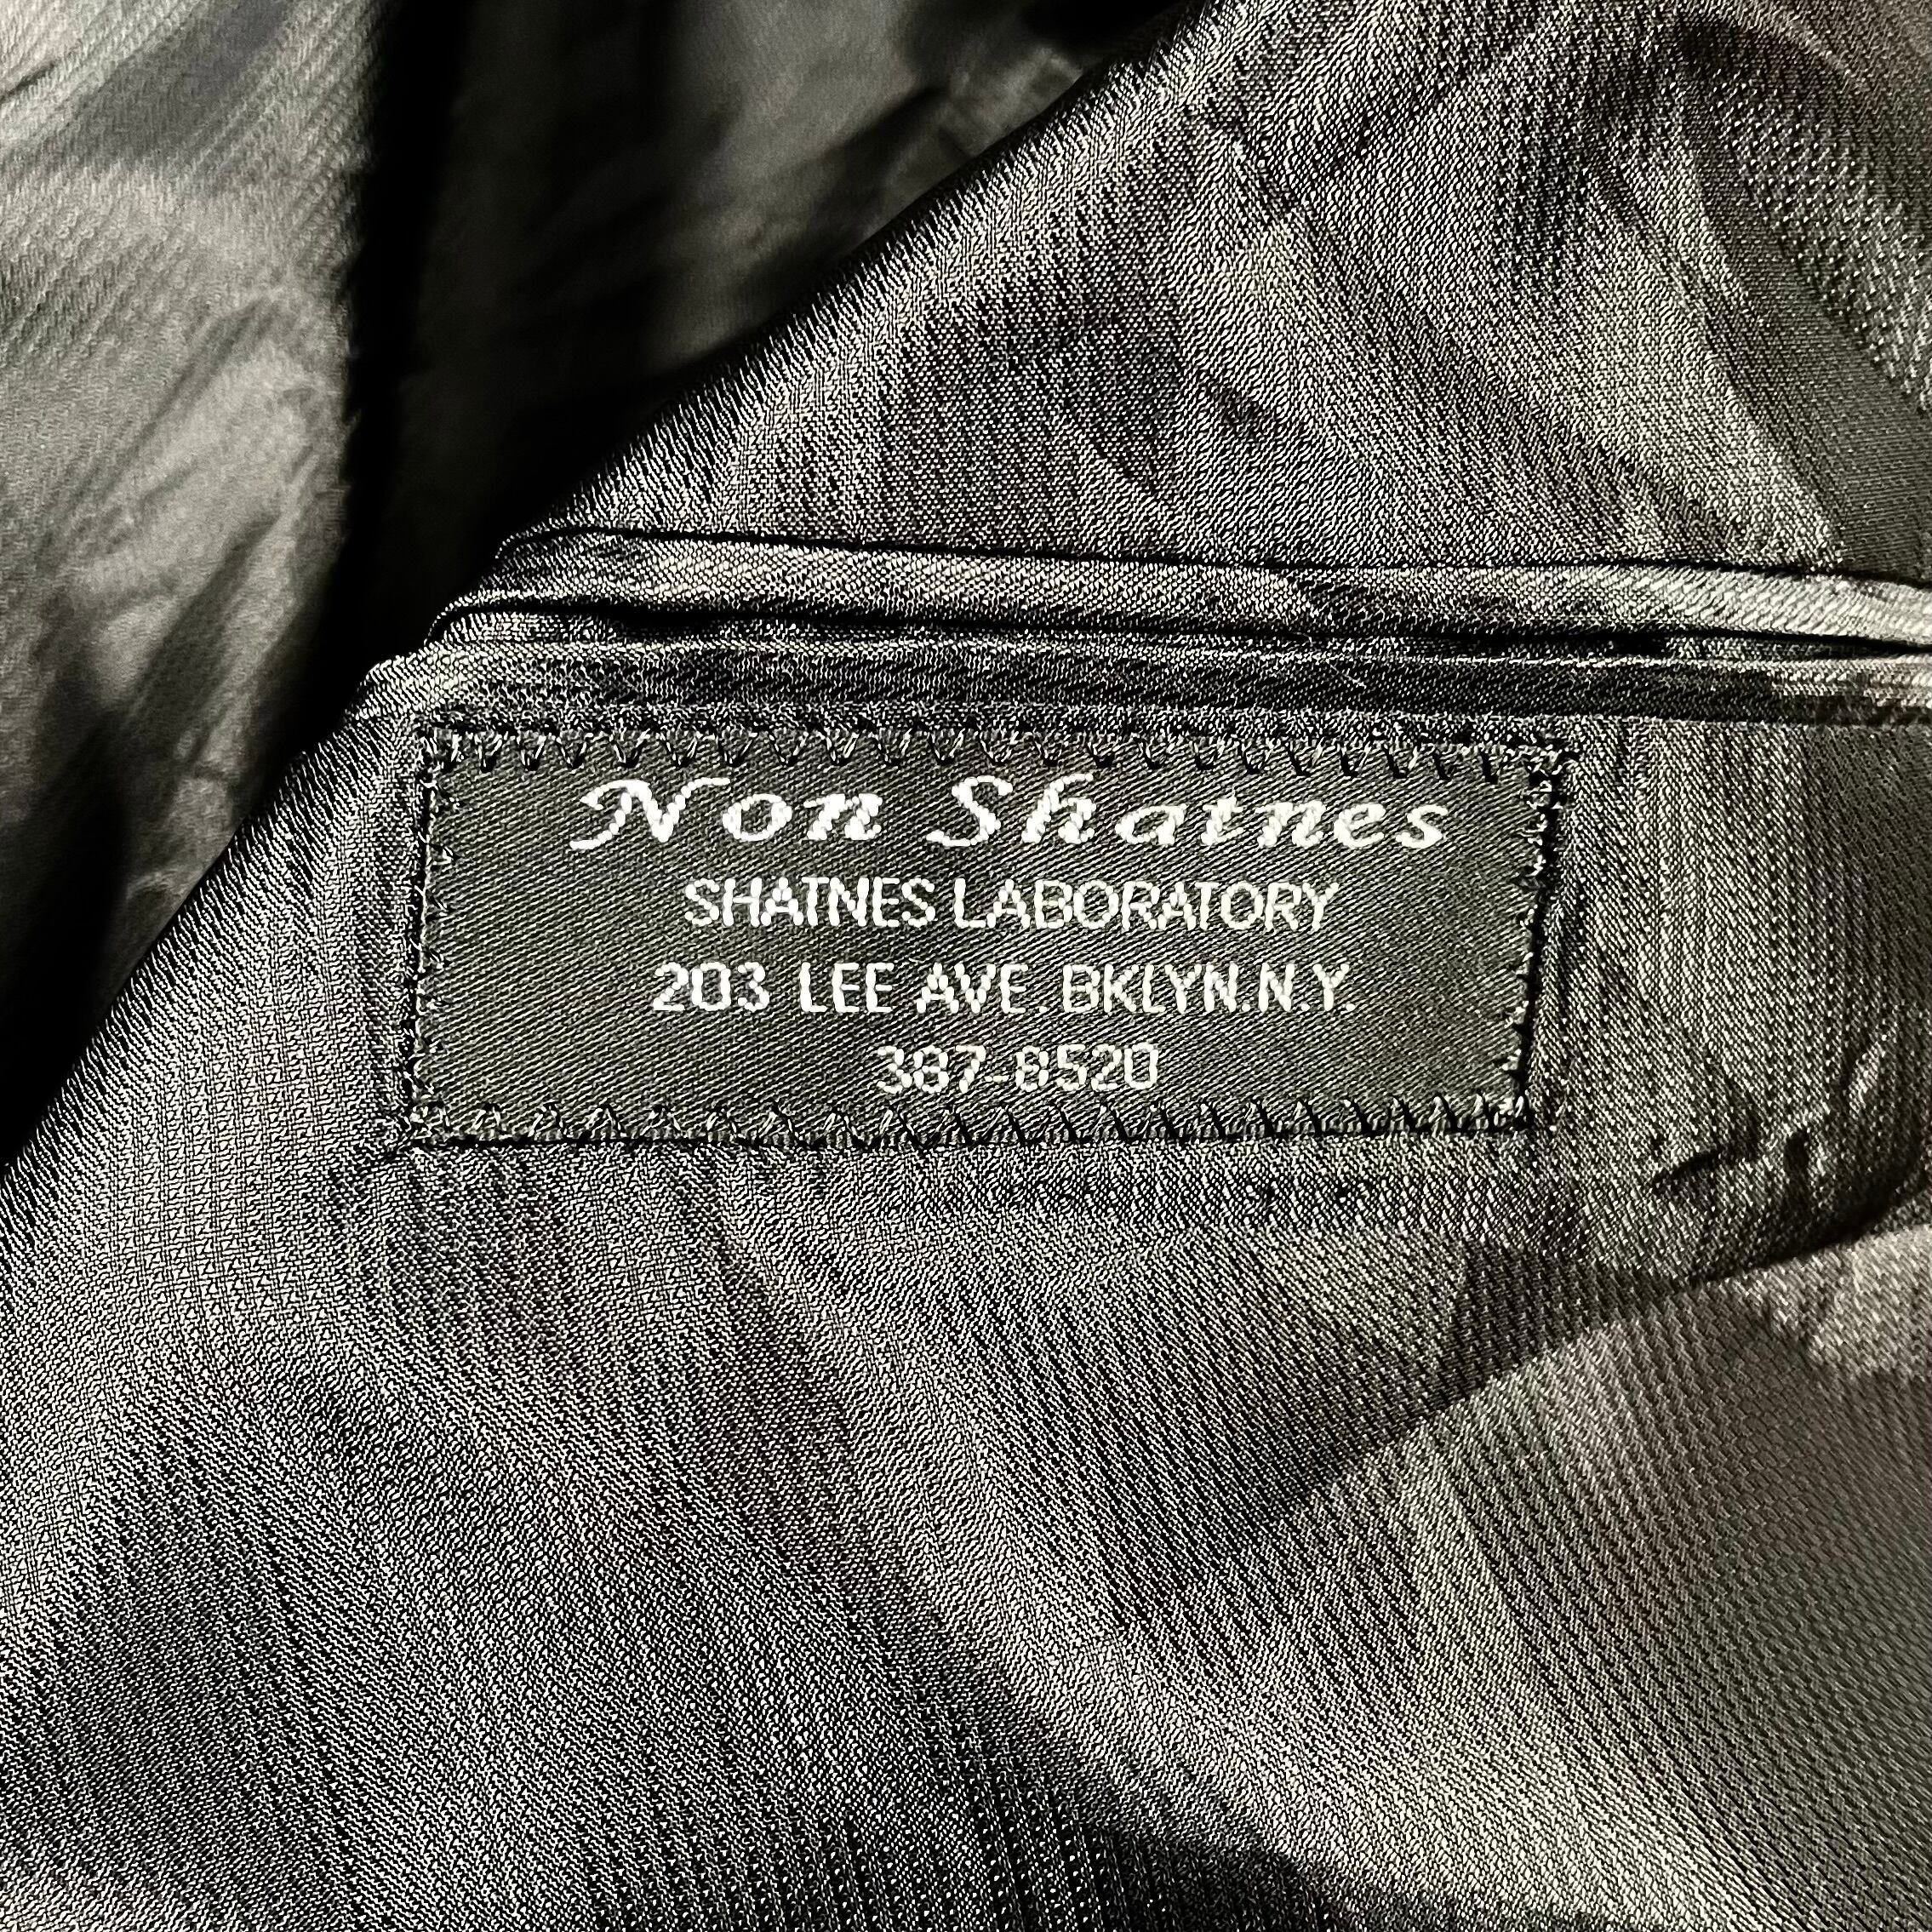 Non Shatnes
SHATNES LABORATORY
203 LEE AVE. BKLYN.N.Y.
387-8520